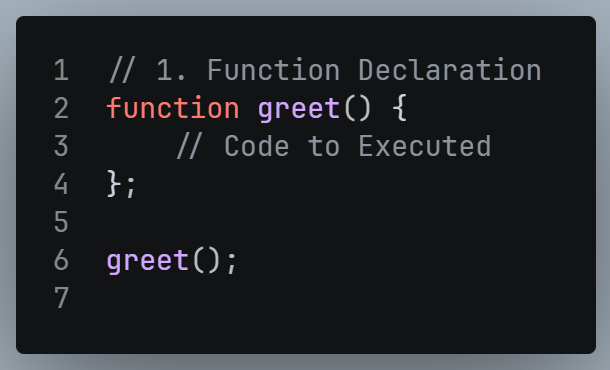 1 // 1. Function Declaration
2 function greet() {
3     // Code to Executed
4 };
5
6 greet();
7